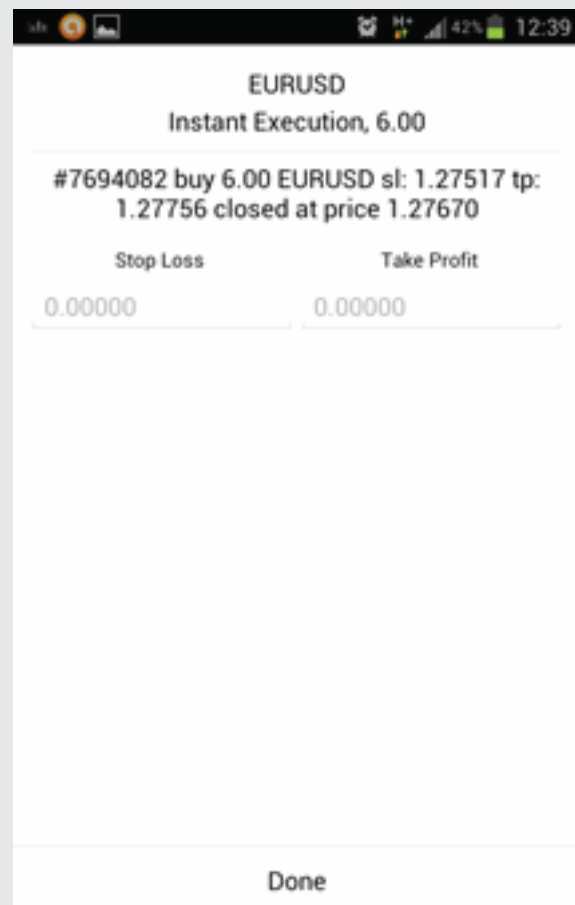 42% 12:39
EURUSD
Instant Execution, 6.00
#7694082 buy 6.00 EURUSD sl: 1.27517 tp:
1.27756 closed at price 1.27670
Stop Loss Take Profit
0.00000 0.00000
Done